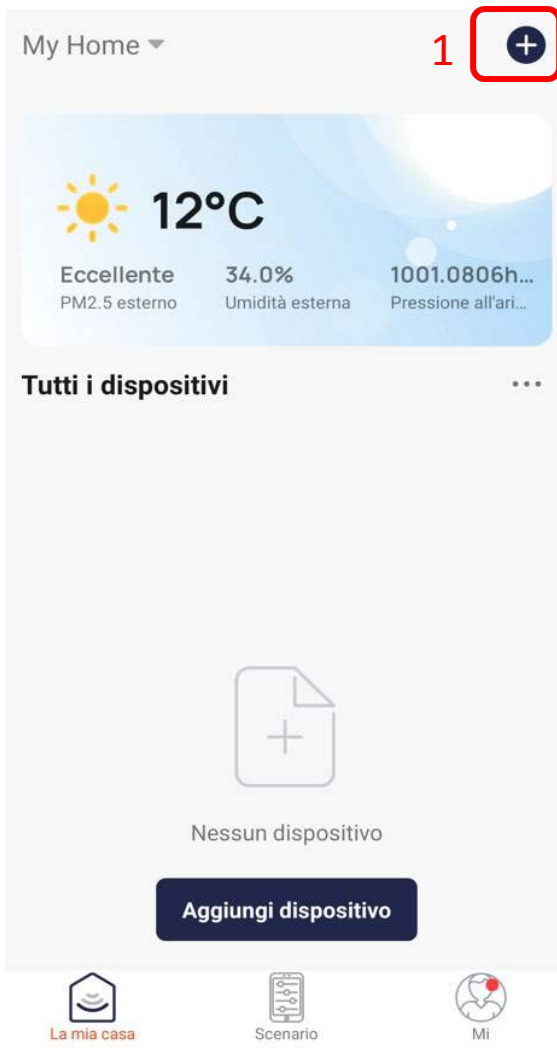 My Home
1
12°C
Eccellente 34.0% 1001.0806h...
PM2.5 esterno Umidità esterna Pressione all'ari...
Tutti i dispositivi
Nessun dispositivo
Aggiungi dispositivo
La mia casa Scenario Mi